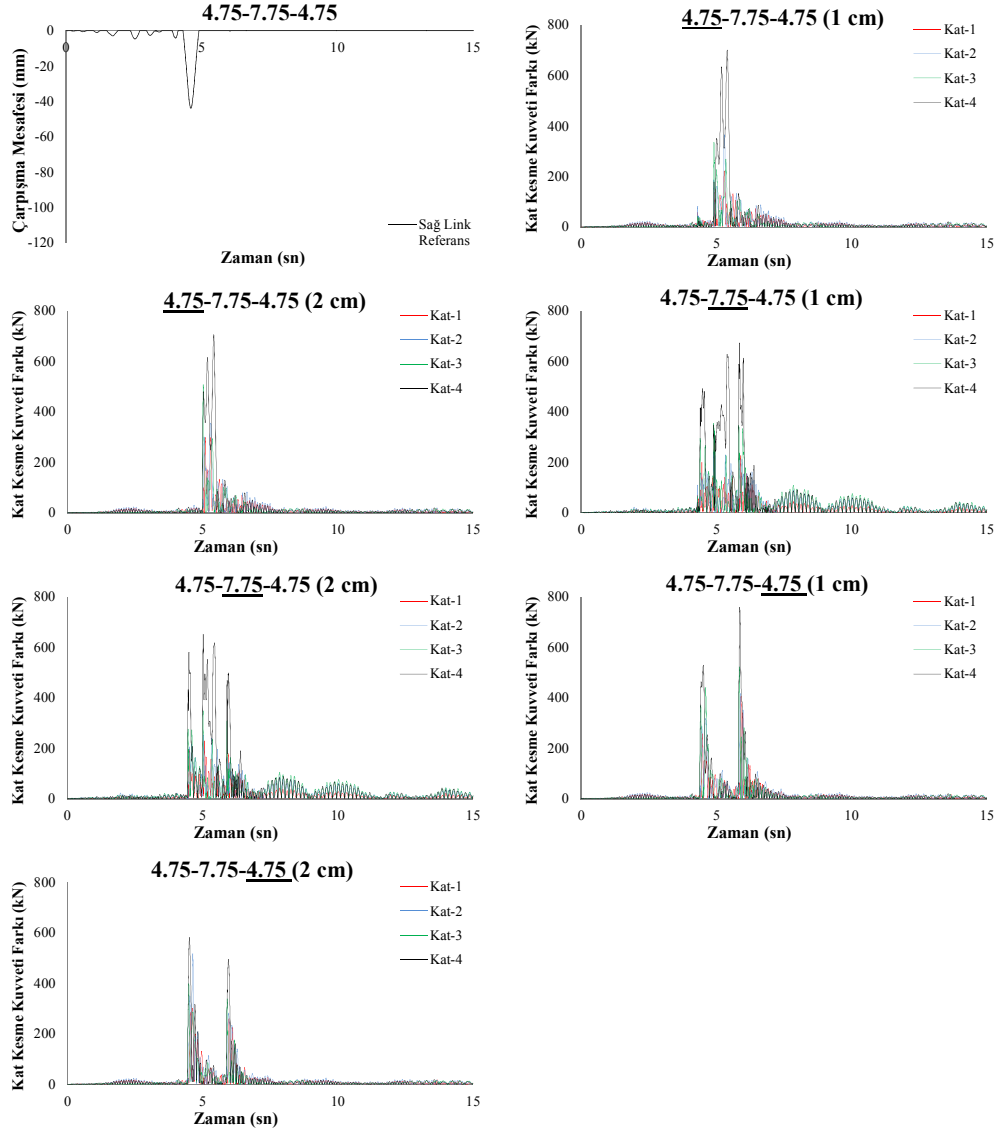 4.75-7.75-4.75
Çarpışma Mesafesi (mm)
0
-20
-40
-60
-80
-100
-120
0
5
10
15
Sağ Link
Referans
Zaman (sn)
4.75-7.75-4.75 (1 cm)
Kat Kesme Kuvveti Farkı (kN)
800
600
400
200
0
Kat-1
Kat-2
Kat-3
Kat-4
0
5
10
15
Zaman (sn)
4.75-7.75-4.75 (2 cm)
Kat Kesme Kuvveti Farkı (kN)
800
600
400
200
0
Kat-1
Kat-2
Kat-3
Kat-4
0
5
10
15
Zaman (sn)
4.75-7.75-4.75 (1 cm)
Kat Kesme Kuvveti Farkı (kN)
800
600
400
200
0
Kat-1
Kat-2
Kat-3
Kat-4
0
5
10
15
Zaman (sn)
4.75-7.75-4.75 (2 cm)
Kat Kesme Kuvveti Farkı (kN)
800
600
400
200
0
Kat-1
Kat-2
Kat-3
Kat-4
0
5
10
15
Zaman (sn)
4.75-7.75-4.75 (1 cm)
Kat Kesme Kuvveti Farkı (kN)
800
600
400
200
0
Kat-1
Kat-2
Kat-3
Kat-4
0
5
10
15
Zaman (sn)
4.75-7.75-4.75 (2 cm)
Kat Kesme Kuvveti Farkı (kN)
800
600
400
200
0
Kat-1
Kat-2
Kat-3
Kat-4
0
5
10
15
Zaman (sn)